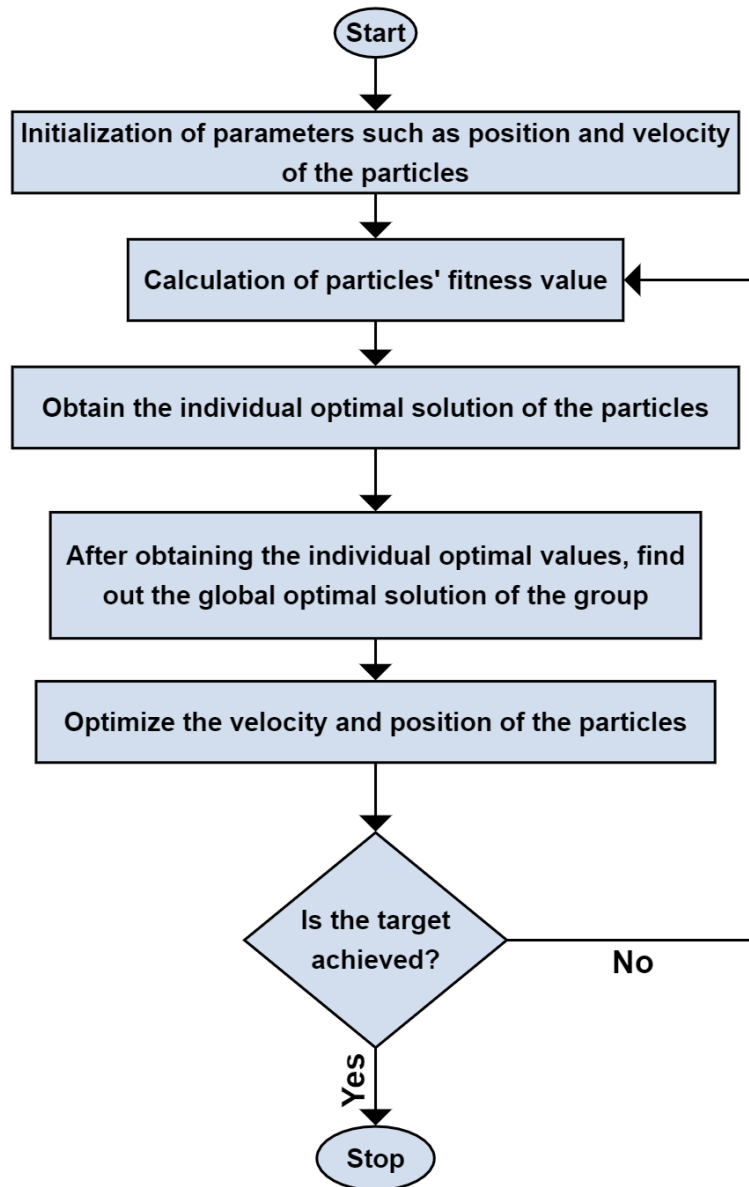 Start
Initialization of parameters such as position and velocity
of the particles
Calculation of particles' fitness value
Obtain the individual optimal solution of the particles
After obtaining the individual optimal values, find
out the global optimal solution of the group
Optimize the velocity and position of the particles
Is the target
achieved?
No
Yes
Stop